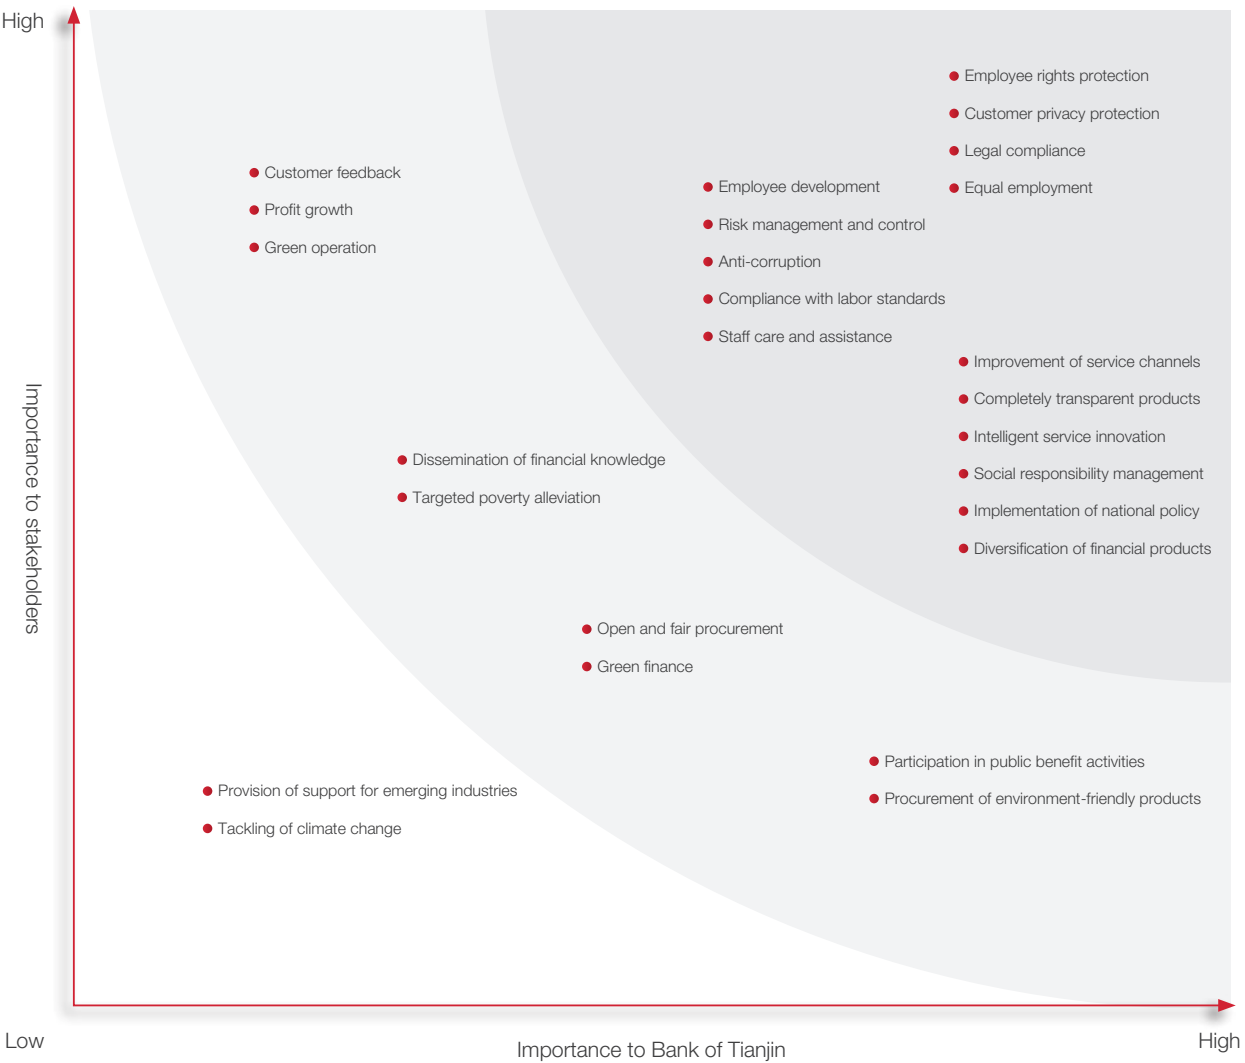 High
Employee rights protection
Customer privacy protection
Legal compliance
Equal employment
Customer feedback
Profit growth
Green operation
Employee development
Risk management and control
Anti-corruption
Compliance with labor standards
Staff care and assistance
Improvement of service channels
Completely transparent products
Intelligent service innovation
Social responsibility management
Implementation of national policy
Diversification of financial products
Importance to stakeholders
Dissemination of financial knowledge
Targeted poverty alleviation
Open and fair procurement
Green finance
Participation in public benefit activities
Procurement of environment-friendly products
Provision of support for emerging industries
Tackling of climate change
Low
Importance to Bank of Tianjin
High